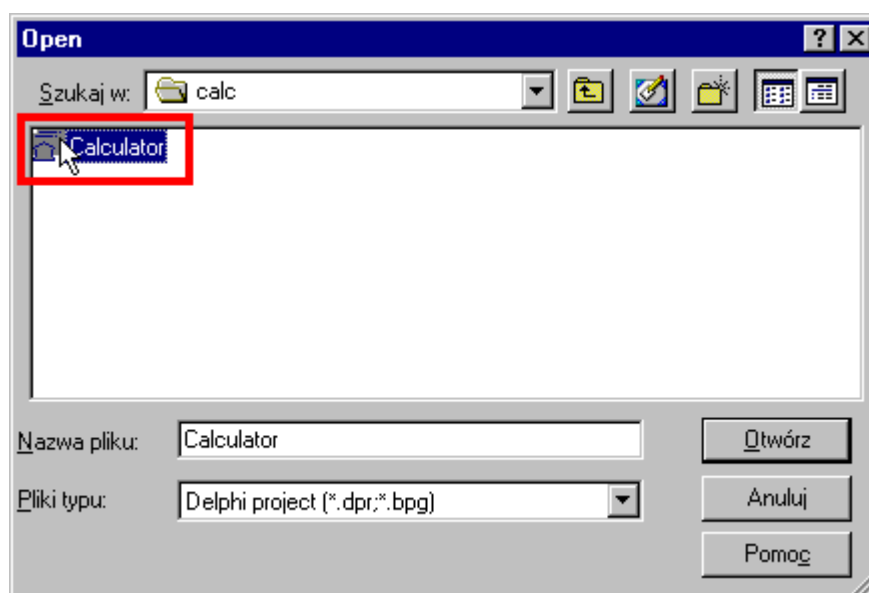 Open
Szukaj w: calc
Calculator
Nazwa pliku: Calculator Otwórz
Pliki typu: Delphi project (*.dpr;*.bpg) Anuluj
Pomoc